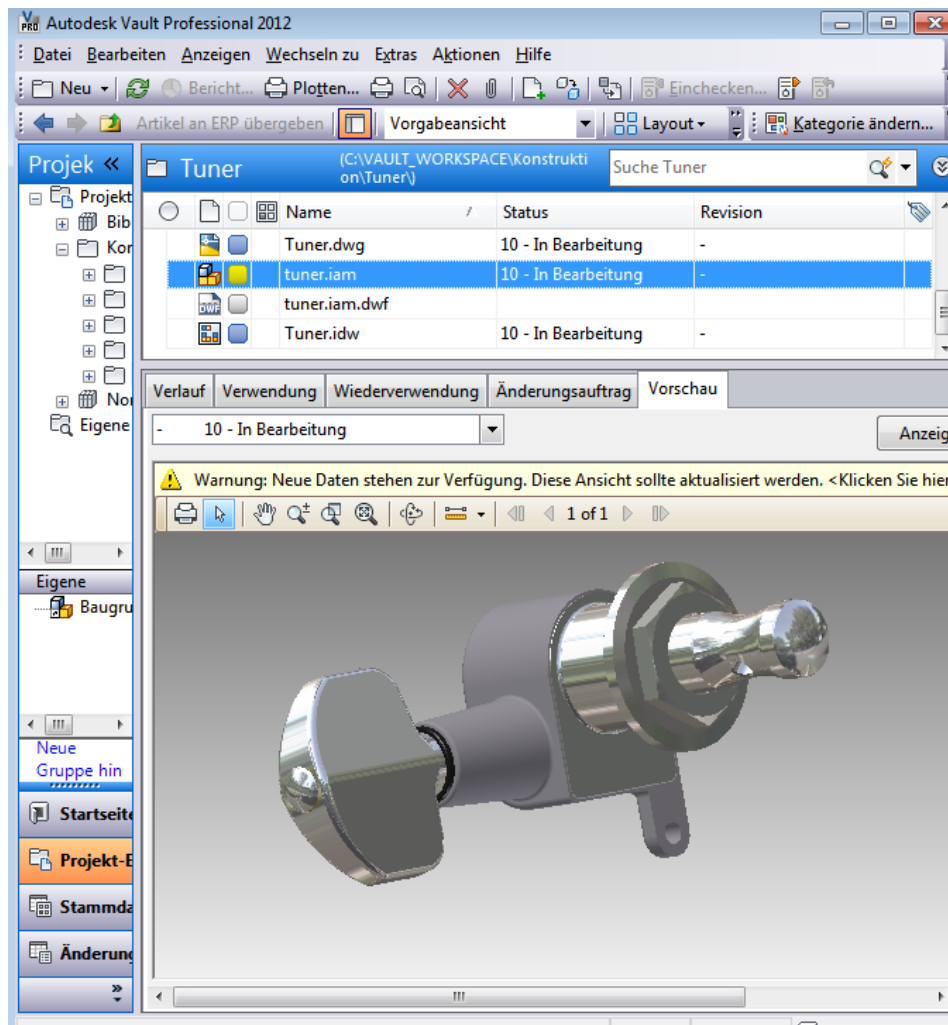 Autodesk Vault Professional 2012
Datei Bearbeiten Anzeigen Wechseln zu Extras Aktionen Hilfe
Neu Bericht... Plotten... Einchecken...
Artikel an ERP übergeben Vorgabeansicht Layout Kategorie ändern...
Projek «
Projekt
Bib
Kor
Nor
Eigene
Eigene
Baugru
Neue
Gruppe hin
Startseite
Projekt-E
Stammda
Änderung
Tuner (C:\VAULT_WORKSPACE\Konstrukti
on\Tuner\) Suche Tuner
Name / Status Revision
Tuner.dwg 10 - In Bearbeitung -
tuner.iam 10 - In Bearbeitung -
DWF tuner.iam.dwf
Tuner.idw 10 - In Bearbeitung -
Verlauf Verwendung Wiederverwendung Änderungsauftrag Vorschau
- 10 - In Bearbeitung Anzeig
Warnung: Neue Daten stehen zur Verfügung. Diese Ansicht sollte aktualisiert werden. <Klicken Sie hier
1 of 1